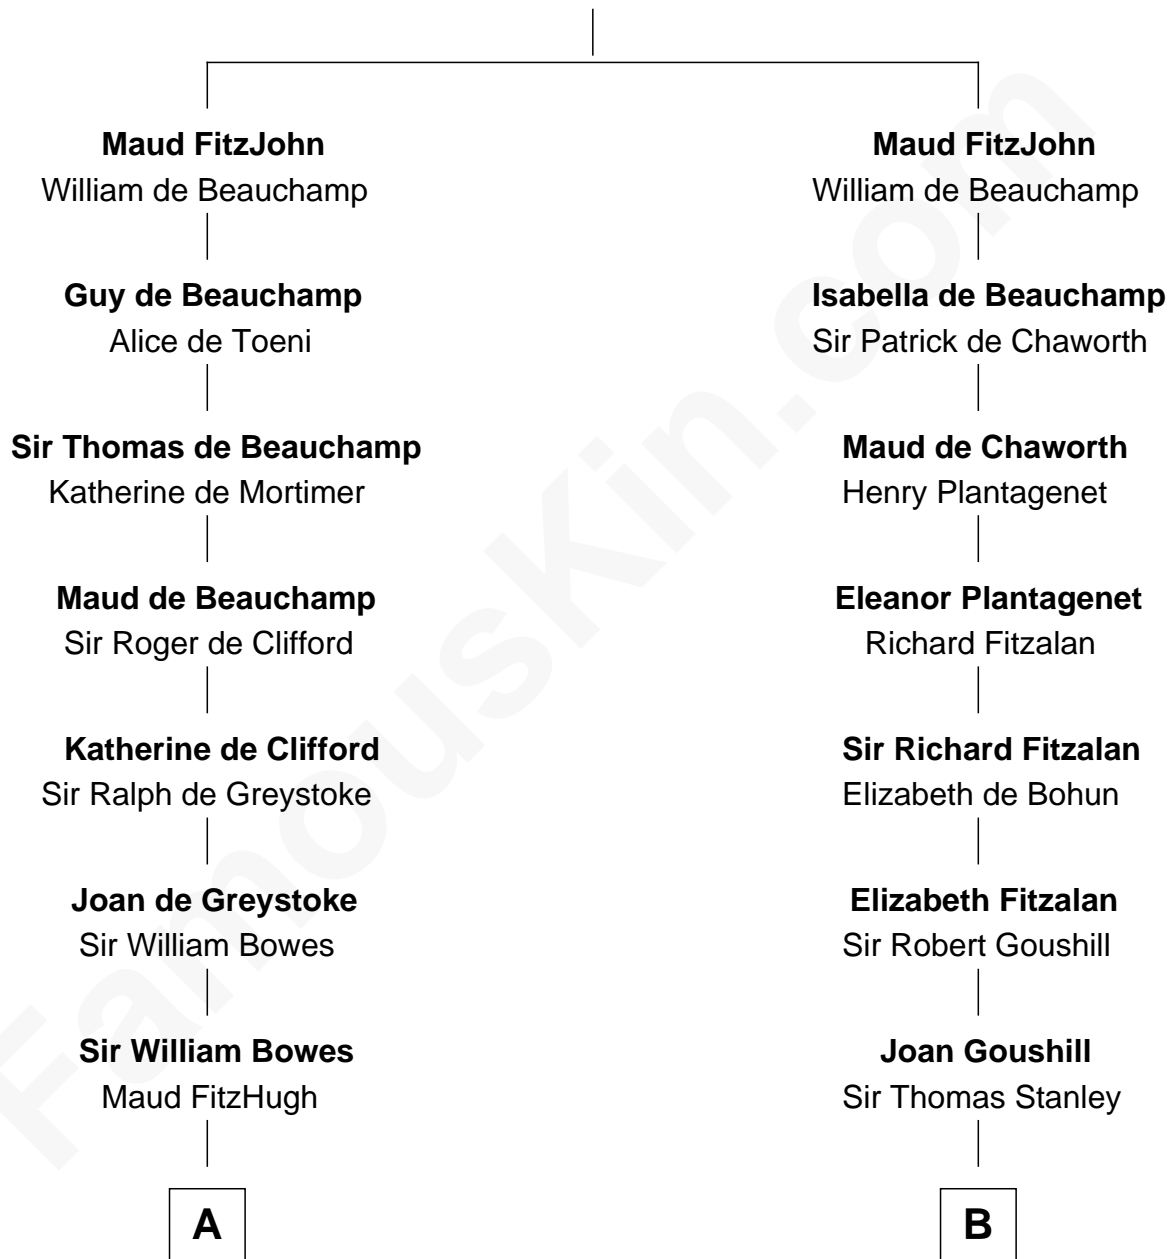 Maud FitzJohn
William de Beauchamp
Guy de Beauchamp
Alice de Toeni
Sir Thomas de Beauchamp
Katherine de Mortimer
Maud de Beauchamp
Sir Roger de Clifford
Katherine de Clifford
Sir Ralph de Greystoke
Joan de Greystoke
Sir William Bowes
Sir William Bowes
Maud FitzHugh
A
Maud FitzJohn
William de Beauchamp
Isabella de Beauchamp
Sir Patrick de Chaworth
Maud de Chaworth
Henry Plantagenet
Eleanor Plantagenet
Richard Fitzalan
Sir Richard Fitzalan
Elizabeth de Bohun
Elizabeth Fitzalan
Sir Robert Goushill
Joan Goushill
Sir Thomas Stanley
B
FamousKin.com